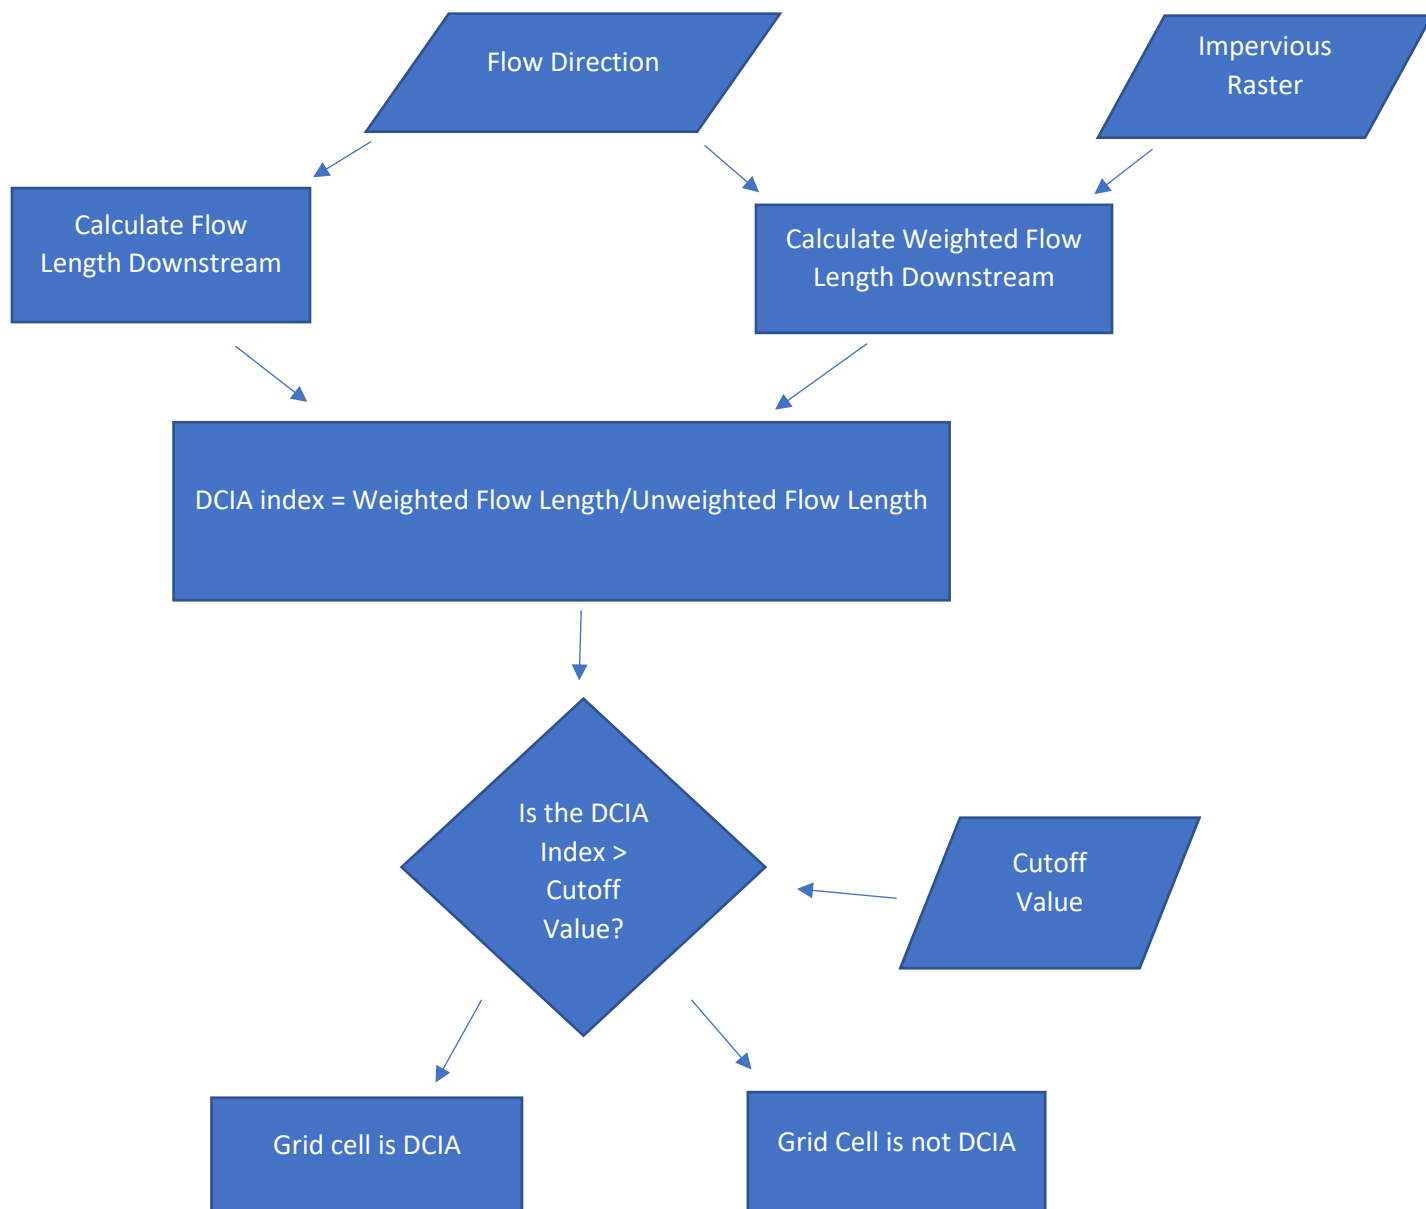 Flow Direction
Impervious
Raster
Calculate Flow
Length Downstream
Calculate Weighted Flow
Length Downstream
DCIA index = Weighted Flow Length/Unweighted Flow Length
Is the DCIA
Index >
Cutoff
Value?
Cutoff
Value
Grid cell is DCIA
Grid Cell is not DCIA